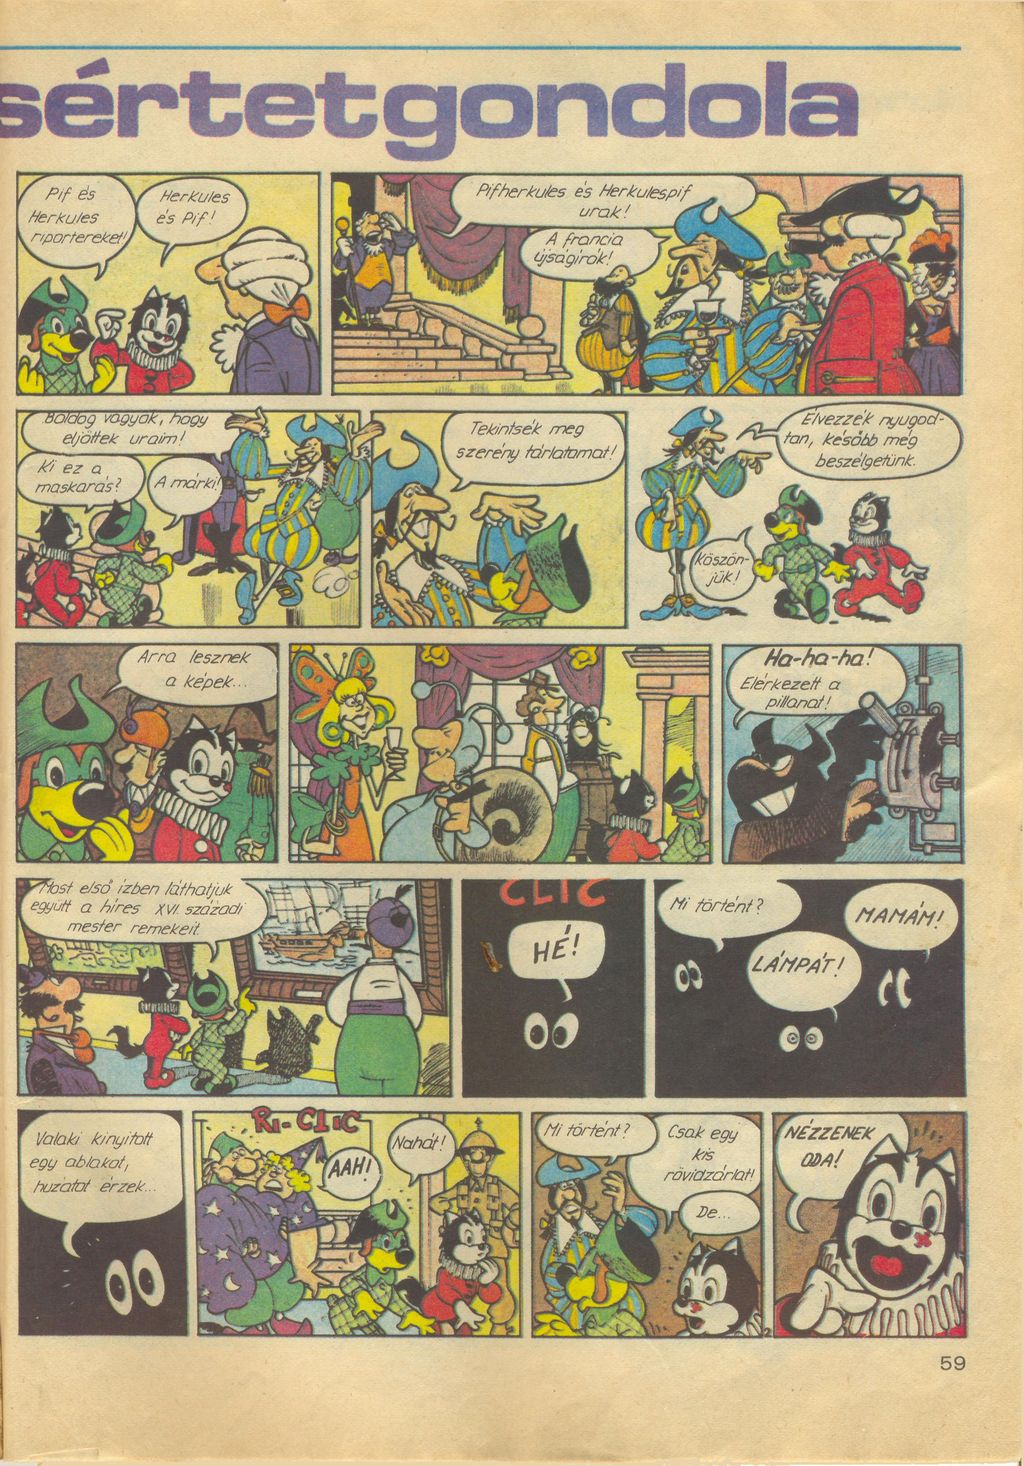 sértetgondola
Pif és
Herkules
riportereket!
Herkules
és Pif!
Pifherkules és Herkulespif
urak!
A francia
újságírók!
Boldog vagyok, hogy
eljöttek uraim!
Ki ez a
maskarás?
A márki!
Tekintsék meg
szerény tárlatomat!
Élvezzék nyugod-
tan, később még
beszélgetünk.
Köszön-
jük!
Arra lesznek
a képek...
Ha-ha-ha!
Elérkezett a
pillanat!
Most első ízben láthatjuk
együtt a híres XVI. századi
mester remekeit.
CLIC
HÉ!
Mi történt?
LÁMPÁT!
MAMÁM!
Valaki kinyitott
egy ablakot,
huzatot érzek...
RI-CLIC
AAH!
Nahát!
Mi történt?
Csak egy
kis
rövidzárlat!
De...
NÉZZENEK
ODA!
59